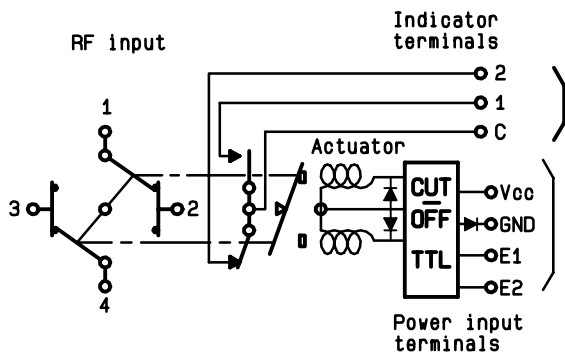 RF input
Indicator
terminals
2
1
C
1
Actuator
3
2
4
CUT
OFF
TTL
Vcc
GND
E1
E2
Power input
terminals